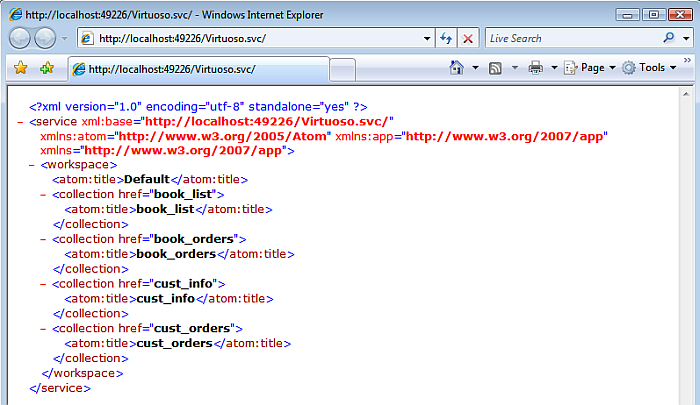 http://localhost:49226/Virtuoso.svc/ - Windows Internet Explorer
http://localhost:49226/Virtuoso.svc/ Live Search
http://localhost:49226/Virtuoso.svc/ Page Tools
<?xml version="1.0" encoding="utf-8" standalone="yes" ?>
- <service xml:base="http://localhost:49226/Virtuoso.svc/"
xmlns:atom="http://www.w3.org/2005/Atom" xmlns:app="http://www.w3.org/2007/app"
xmlns="http://www.w3.org/2007/app">
- <workspace>
<atom:title>Default</atom:title>
- <collection href="book_list">
<atom:title>book_list</atom:title>
</collection>
- <collection href="book_orders">
<atom:title>book_orders</atom:title>
</collection>
- <collection href="cust_info">
<atom:title>cust_info</atom:title>
</collection>
- <collection href="cust_orders">
<atom:title>cust_orders</atom:title>
</collection>
</workspace>
</service>